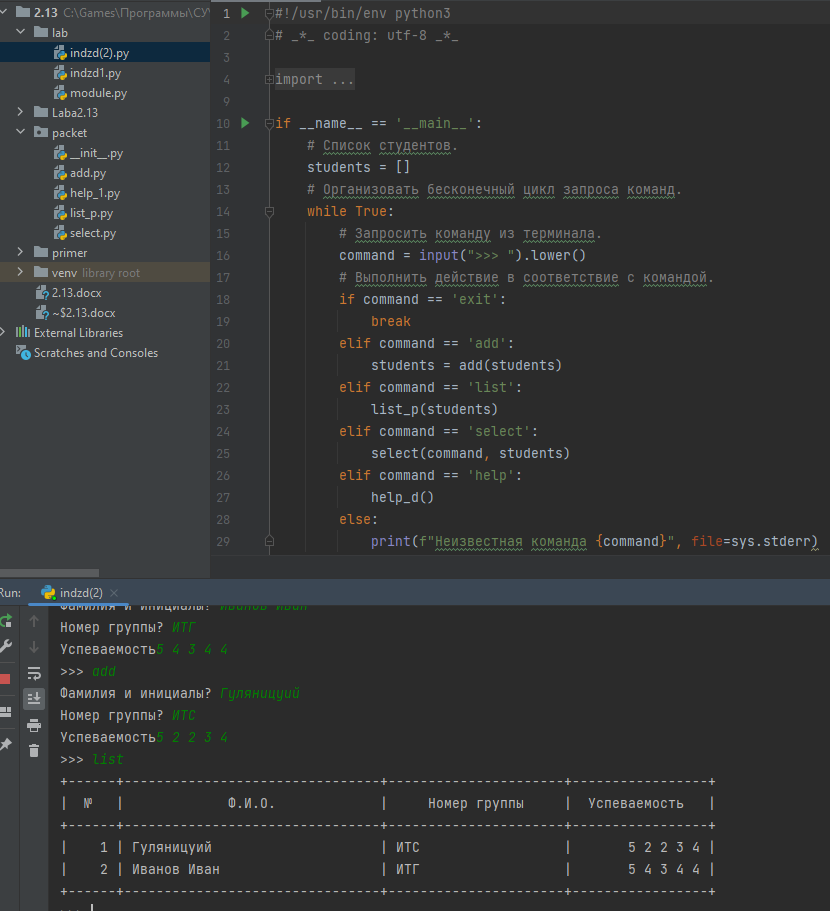 2.13 C:\Games\Программы\СУ
lab
indzd(2).py
indzd1.py
module.py
Laba2.13
packet
__init__.py
add.py
help_1.py
list_p.py
select.py
primer
venv library root
2.13.docx
~$2.13.docx
External Libraries
Scratches and Consoles
1 #!/usr/bin/env python3
2 # _*_ coding: utf-8 _*_
3
4 import ...
9
10 if __name__ == '__main__':
11 # Список студентов.
12 students = []
13 # Организовать бесконечный цикл запроса команд.
14 while True:
15 # Запросить команду из терминала.
16 command = input(">>> ").lower()
17 # Выполнить действие в соответствие с командой.
18 if command == 'exit':
19 break
20 elif command == 'add':
21 students = add(students)
22 elif command == 'list':
23 list_p(students)
24 elif command == 'select':
25 select(command, students)
26 elif command == 'help':
27 help_d()
28 else:
29 print(f"Неизвестная команда {command}", file=sys.stderr)
Run: indzd(2)
Фамилия и инициалы? Иванов Иван
Номер группы? ИТГ
Успеваемость5 4 3 4 4
>>> add
Фамилия и инициалы? Гуляницуий
Номер группы? ИТС
Успеваемость5 2 2 3 4
>>> list
+------+--------------------------------+----------------------+-----------------+
| № | Ф.И.О. | Номер группы | Успеваемость |
+------+--------------------------------+----------------------+-----------------+
| 1 | Гуляницуий | ИТС | 5 2 2 3 4 |
| 2 | Иванов Иван | ИТГ | 5 4 3 4 4 |
+------+--------------------------------+----------------------+-----------------+
>>>